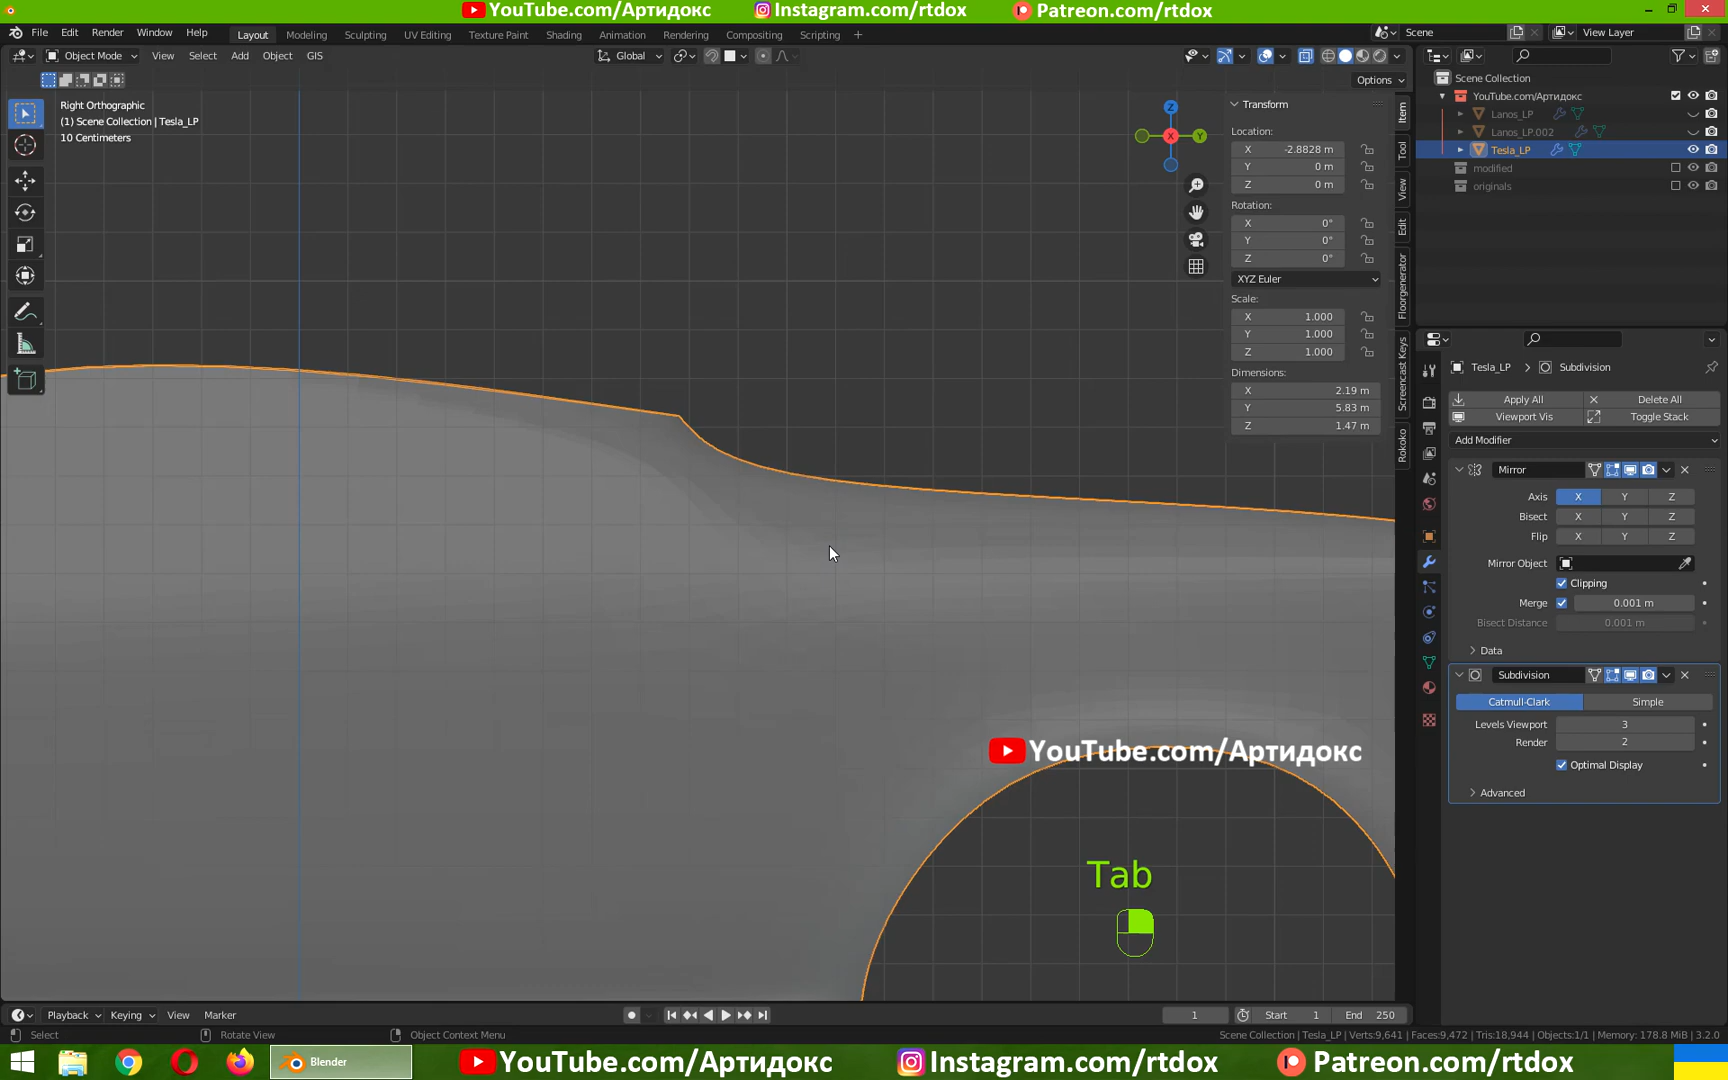 YouTube.com/Артидокс Instagram.com/rtdox Patreon.com/rtdox
File Edit Render Window Help Layout Modeling Sculpting UV Editing Texture Paint Shading Animation Rendering Compositing Scripting + Scene View Layer
Object Mode View Select Add Object GIS Global
Options
Right Orthographic
(1) Scene Collection | Tesla_LP
10 Centimeters
Z
Y
X
Transform
Location:
X -2.8828 m
Y 0 m
Z 0 m
Rotation:
X 0°
Y 0°
Z 0°
XYZ Euler
Scale:
X 1.000
Y 1.000
Z 1.000
Dimensions:
X 2.19 m
Y 5.83 m
Z 1.47 m
Item
Tool
View
Edit
Floorgenerator
Screencast Keys
Rokoko
Scene Collection
YouTube.com/Артидокс
Lanos_LP
Lanos_LP.002
Tesla_LP
modified
originals
Tesla_LP > Subdivision
Apply All Delete All
Viewport Vis Toggle Stack
Add Modifier
Mirror
Axis X Y Z
Bisect X Y Z
Flip X Y Z
Mirror Object
Clipping
Merge 0.001 m
Bisect Distance 0.001 m
Data
Subdivision
Catmull-Clark Simple
Levels Viewport 3
Render 2
Optimal Display
Advanced
YouTube.com/Артидокс
Tab
Playback Keying View Marker 1 Start 1 End 250
Select Rotate View Object Context Menu Scene Collection | Tesla_LP | Verts:9,641 | Faces:9,472 | Tris:18,944 | Objects:1/1 | Memory: 178.8 MiB | 3.2.0
Blender YouTube.com/Артидокс Instagram.com/rtdox Patreon.com/rtdox